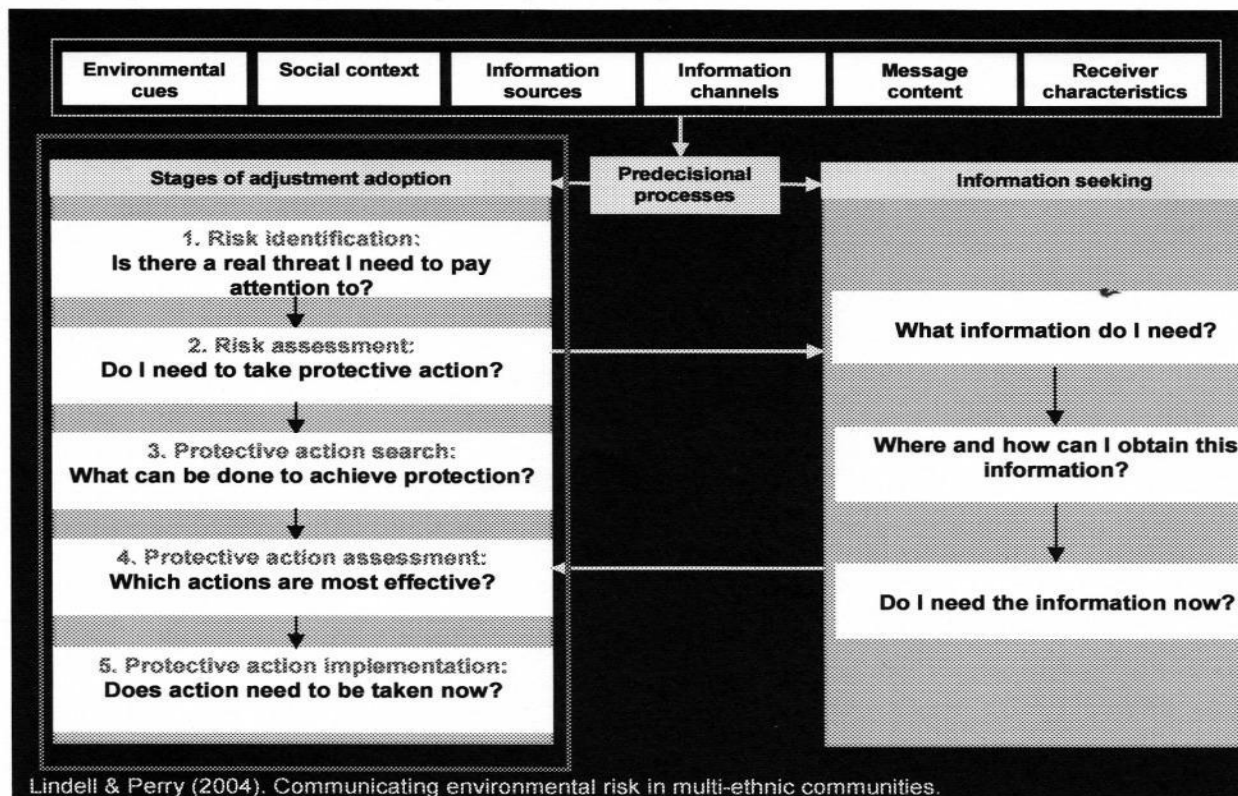 Environmental
cues
Social context
Information
sources
Information
channels
Message
content
Receiver
characteristics
Predecisional
processes
Stages of adjustment adoption
1. Risk identification:
Is there a real threat I need to pay
attention to?
2. Risk assessment:
Do I need to take protective action?
3. Protective action search:
What can be done to achieve protection?
4. Protective action assessment:
Which actions are most effective?
5. Protective action implementation:
Does action need to be taken now?
Information seeking
What information do I need?
Where and how can I obtain this
information?
Do I need the information now?
Lindell & Perry (2004). Communicating environmental risk in multi-ethnic communities.